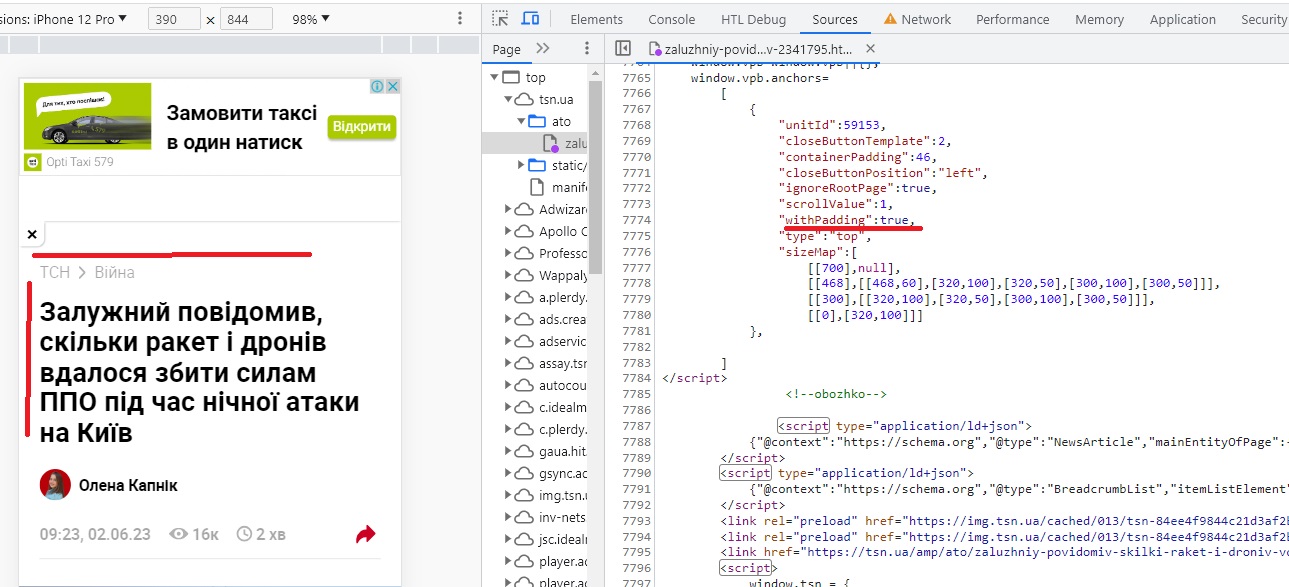 sions: iPhone 12 Pro ▼ 390 × 844 98% ▼
Elements Console HTL Debug Sources Network Performance Memory Application Security
Для тих, хто поспішає!
Замовити таксі
в один натиск
Відкрити
Opti Taxi 579
×
ТСН > Війна
Залужний повідомив,
скільки ракет і дронів
вдалося збити силам
ППО під час нічної атаки
на Київ
Олена Капнік
09:23, 02.06.23 16к 2 хв
Page »
top
tsn.ua
ato
zalu
static/
manife
Adwizar
Apollo C
Professo
Wappaly
a.plerdy.
ads.crea
adservic
assay.tsn
autocou
c.idealm
c.plerdy.
gaua.hit
gsync.ad
img.tsn.u
inv-nets
jsc.idealm
player.ad
player.ad
zaluzhniy-povid...v-2341795.ht... ×
7765 window.vpb.anchors=
7766 [
7767 {
7768 "unitId":59153,
7769 "closeButtonTemplate":2,
7770 "containerPadding":46,
7771 "closeButtonPosition":"left",
7772 "ignoreRootPage":true,
7773 "scrollValue":1,
7774 "withPadding":true,
7775 "type":"top",
7776 "sizeMap":[
7777 [[700],null],
7778 [[468],[[468,60],[320,100],[320,50],[300,100],[300,50]]],
7779 [[300],[[320,100],[320,50],[300,100],[300,50]]],
7780 [[0],[320,100]]]
7781 },
7782
7783 ]
7784 </script>
7785 <!--obozhko-->
7786
7787 <script type="application/ld+json">
7788 {"@context":"https://schema.org","@type":"NewsArticle","mainEntityOfPage":
7789 </script>
7790 <script type="application/ld+json">
7791 {"@context":"https://schema.org","@type":"BreadcrumbList","itemListElement"
7792 </script>
7793 <link rel="preload" href="https://img.tsn.ua/cached/013/tsn-84ee4f9844c21d3af2b
7794 <link rel="preload" href="https://img.tsn.ua/cached/013/tsn-84ee4f9844c21d3af2b
7795 <link href="https://tsn.ua/amp/ato/zaluzhniy-povidomiv-skilki-raket-i-droniv-v
7796 <script>
7797 window.tsn = {